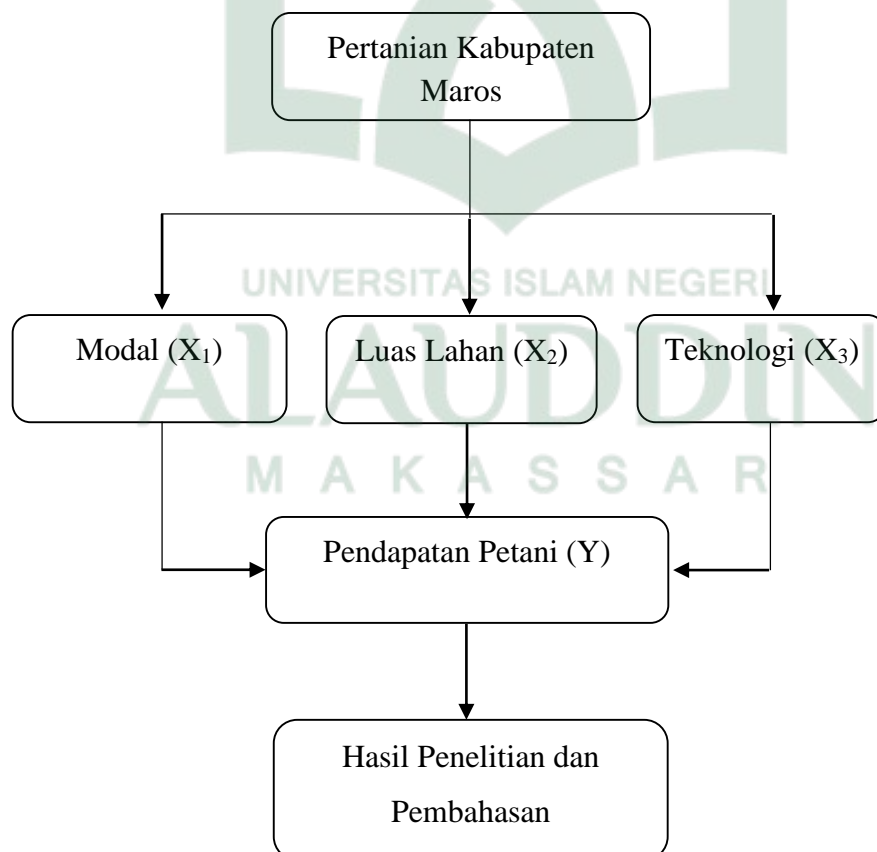 Pertanian Kabupaten
Maros
UNIVERSITAS ISLAM NEGERI
Modal (X₁)
Luas Lahan (X₂)
Teknologi (X₃)
ALAUDDIN
M A K A S S A R
Pendapatan Petani (Y)
Hasil Penelitian dan
Pembahasan